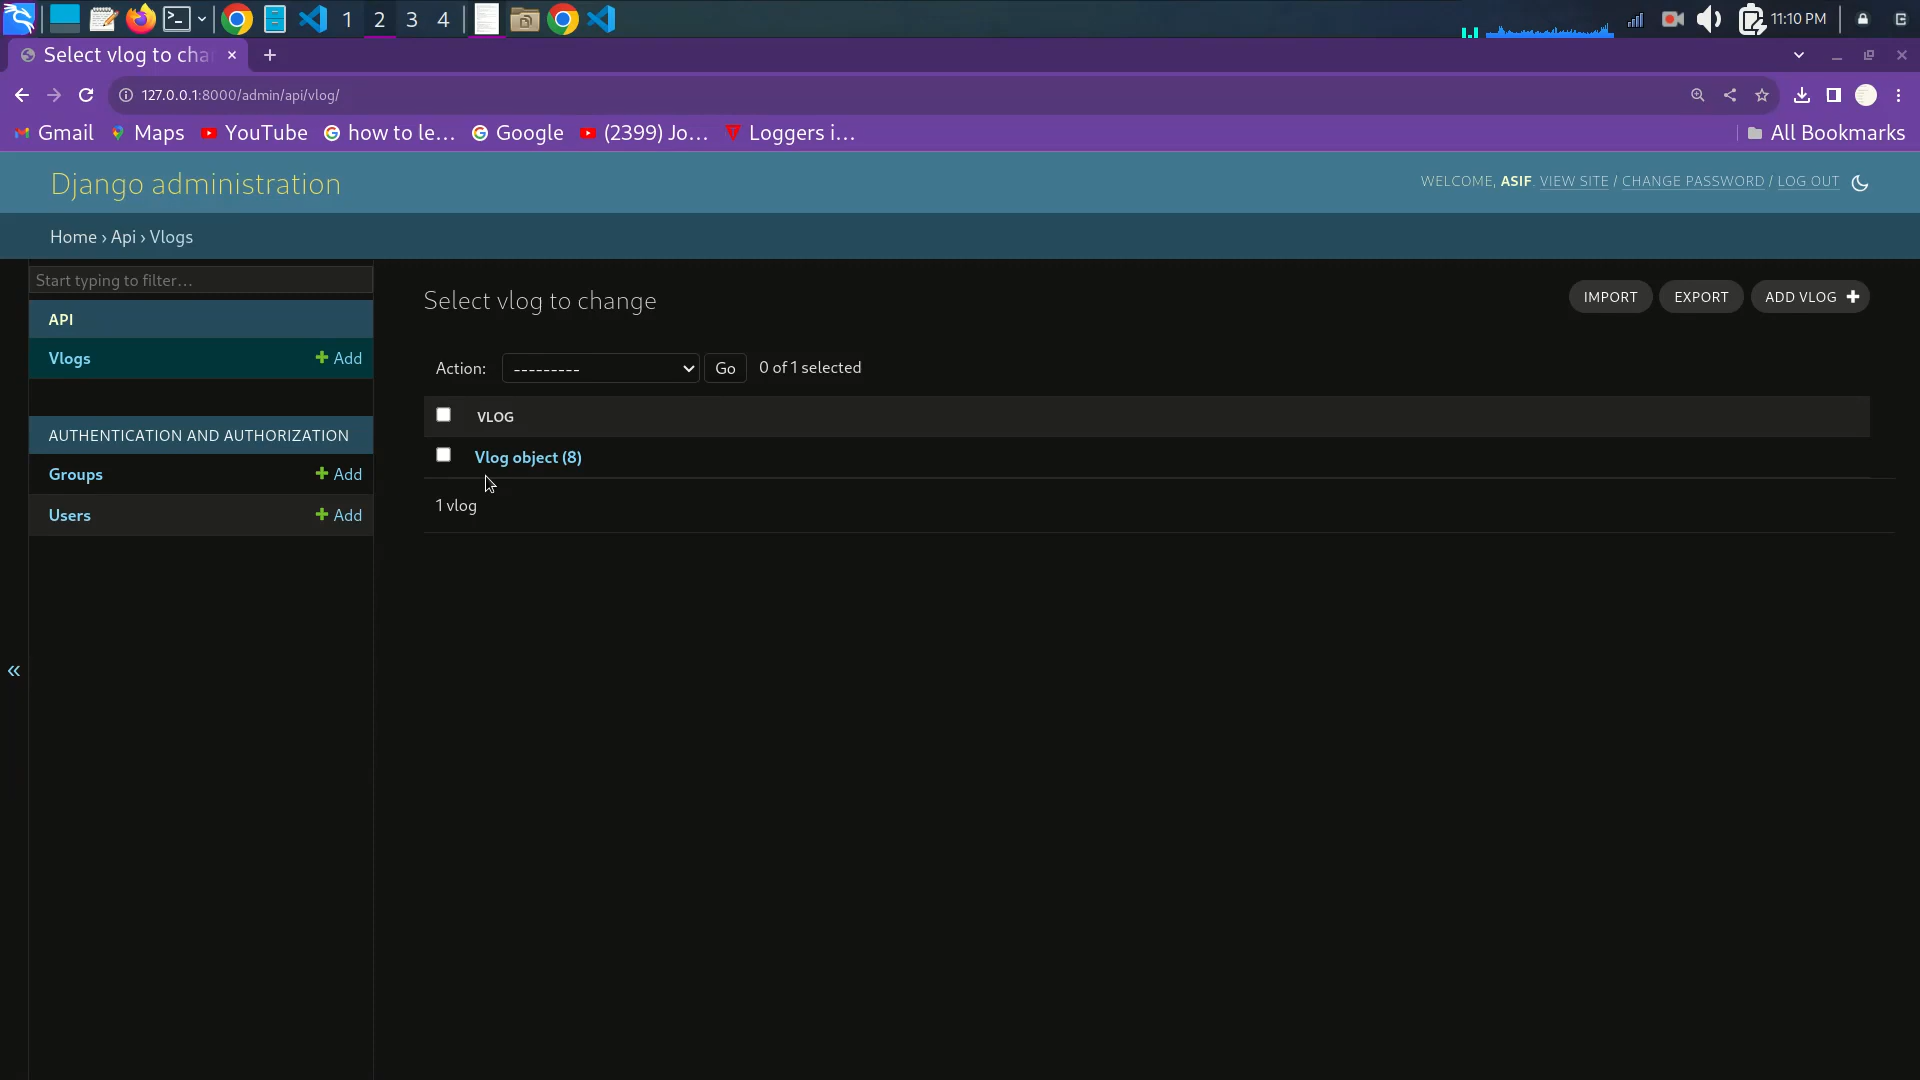 1 2 3 4 11:10 PM
Select vlog to cha
127.0.0.1:8000/admin/api/vlog/
Gmail Maps YouTube how to le... Google (2399) Jo... Loggers i... All Bookmarks
Django administration
WELCOME, ASIF. VIEW SITE / CHANGE PASSWORD / LOG OUT
Home › Api › Vlogs
Start typing to filter...
API
Vlogs + Add
AUTHENTICATION AND AUTHORIZATION
Groups + Add
Users + Add
«
Select vlog to change
IMPORT EXPORT ADD VLOG +
Action: --------- Go 0 of 1 selected
VLOG
Vlog object (8)
1 vlog